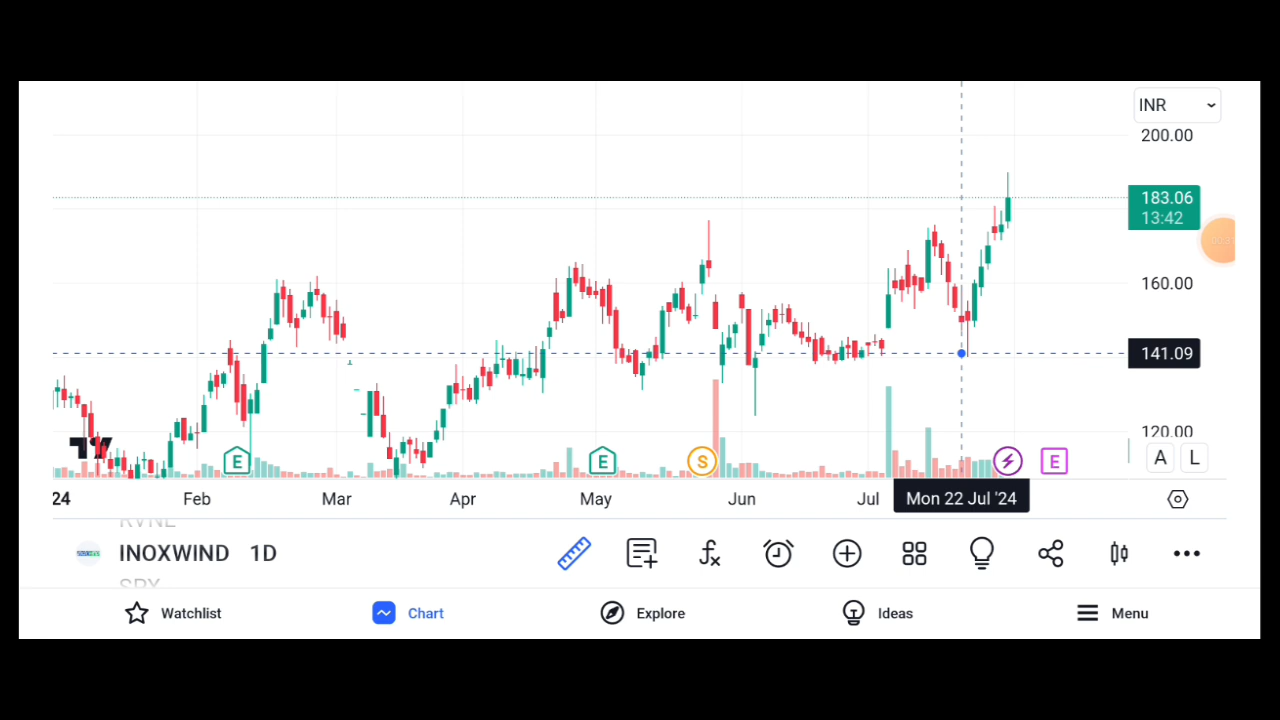 INR
200.00
183.06
13:42
160.00
141.09
120.00
E
E
S
E
A
L
24
Feb
Mar
Apr
May
Jun
Jul
Mon 22 Jul '24
RVNL
INOXWIND 1D
SPX
Watchlist
Chart
Explore
Ideas
Menu